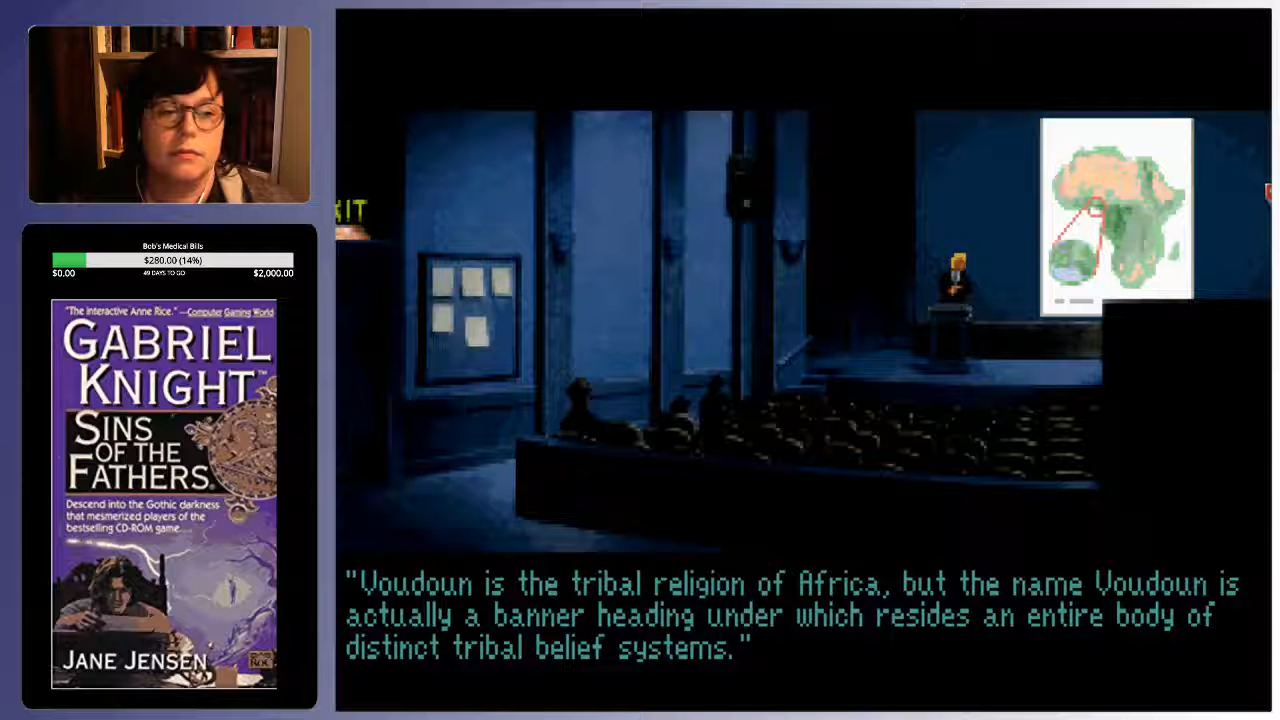 Bob's Medical Bills
$280.00 (14%)
$0.00 49 DAYS TO GO $2,000.00
"The interactive Anne Rice." —Computer Gaming World
GABRIEL
KNIGHT™
SINS
OF THE
FATHERS
Descend into the Gothic darkness
that mesmerized players of the
bestselling CD-ROM game
JANE JENSEN
ROC
XIT
"Voudoun is the tribal religion of Africa, but the name Voudoun is
actually a banner heading under which resides an entire body of
distinct tribal belief systems."